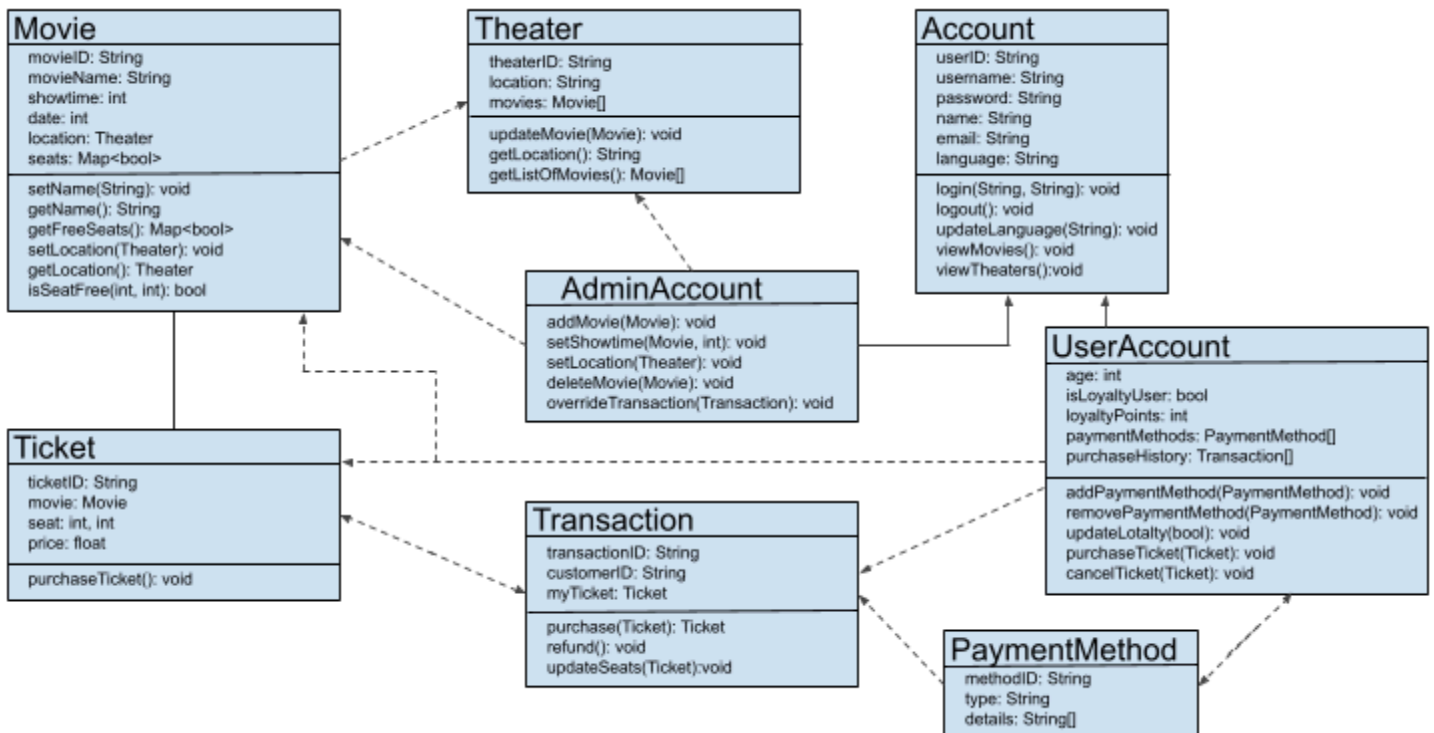 Movie
movieID: String
movieName: String
showtime: int
date: int
location: Theater
seats: Map<bool>
setName(String): void
getName(): String
getFreeSeats(): Map<bool>
setLocation(Theater): void
getLocation(): Theater
isSeatFree(int, int): bool
Theater
theaterID: String
location: String
movies: Movie[]
updateMovie(Movie): void
getLocation(): String
getListOfMovies(): Movie[]
Account
userID: String
username: String
password: String
name: String
email: String
language: String
login(String, String): void
logout(): void
updateLanguage(String): void
viewMovies(): void
viewTheaters():void
AdminAccount
addMovie(Movie): void
setShowtime(Movie, int): void
setLocation(Theater): void
deleteMovie(Movie): void
overrideTransaction(Transaction): void
UserAccount
age: int
isLoyaltyUser: bool
loyaltyPoints: int
paymentMethods: PaymentMethod[]
purchaseHistory: Transaction[]
addPaymentMethod(PaymentMethod): void
removePaymentMethod(PaymentMethod): void
updateLotalty(bool): void
purchaseTicket(Ticket): void
cancelTicket(Ticket): void
Ticket
ticketID: String
movie: Movie
seat: int, int
price: float
purchaseTicket(): void
Transaction
transactionID: String
customerID: String
myTicket: Ticket
purchase(Ticket): Ticket
refund(): void
updateSeats(Ticket):void
PaymentMethod
methodID: String
type: String
details: String[]